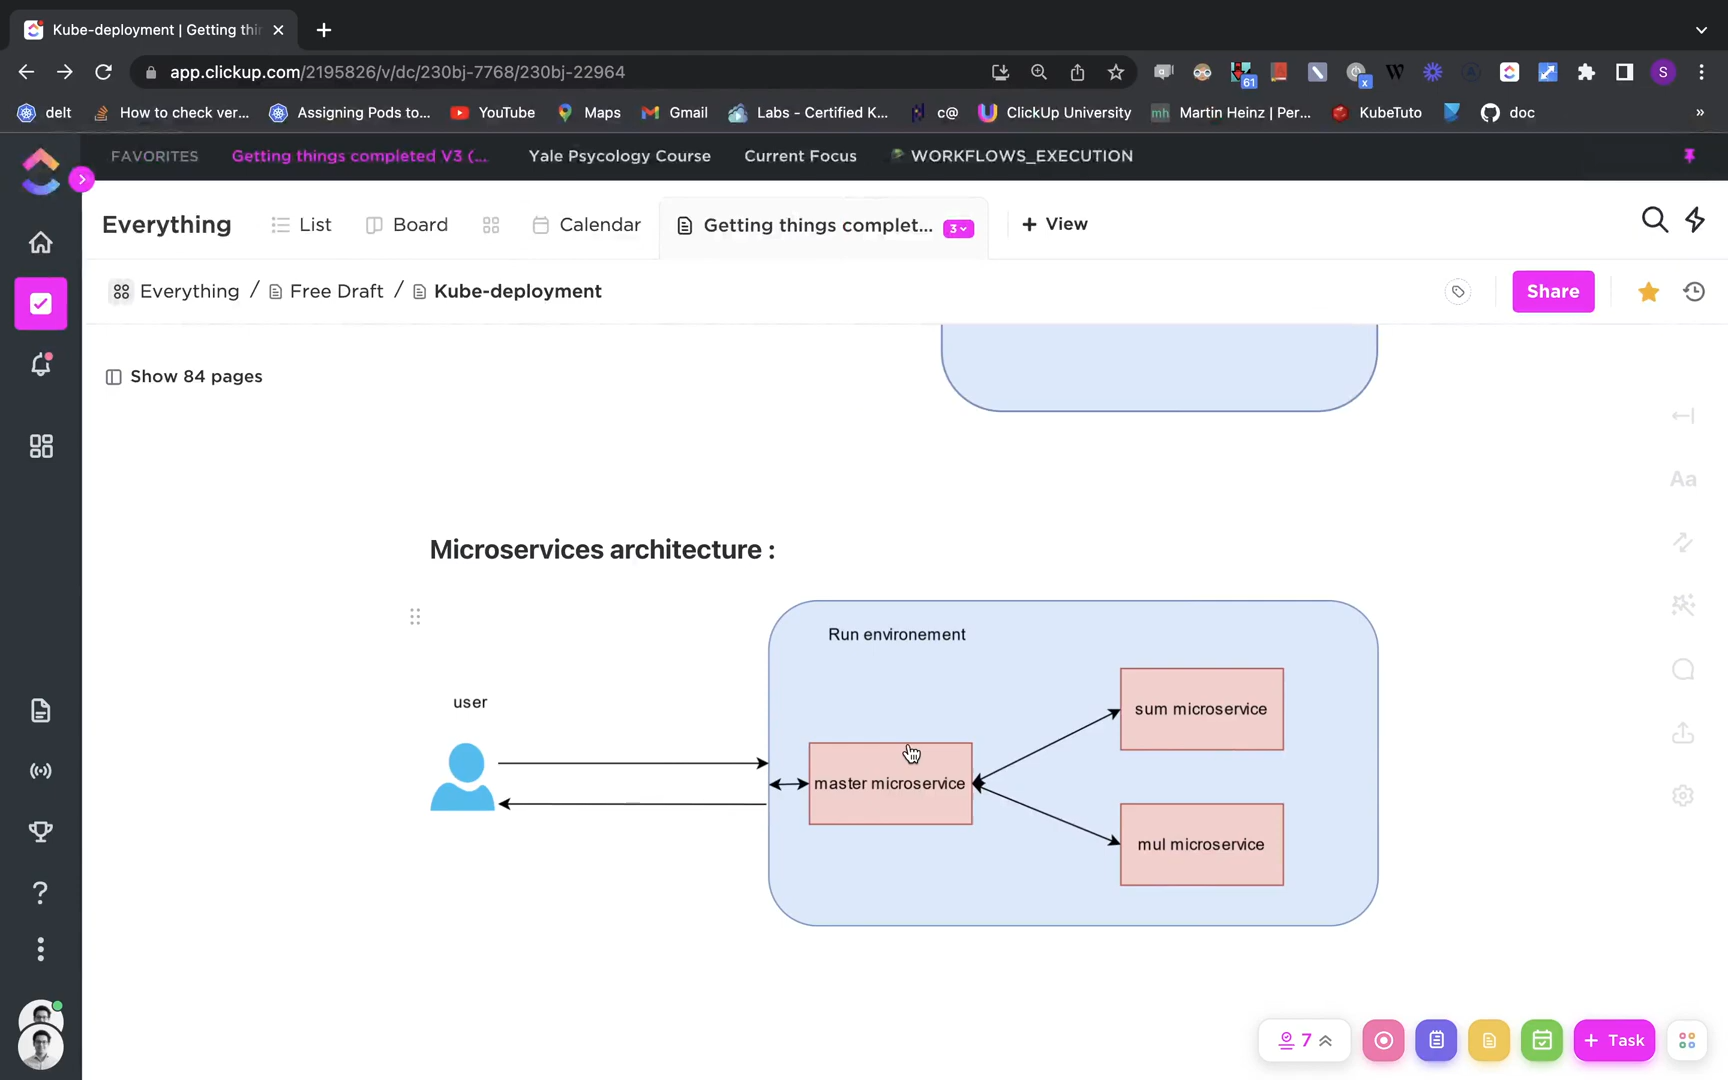 Kube-deployment | Getting thi
app.clickup.com/2195826/v/dc/230bj-7768/230bj-22964
S
delt
How to check ver...
Assigning Pods to...
YouTube
Maps
Gmail
Labs - Certified K...
c@
ClickUp University
mh
Martin Heinz | Per...
KubeTuto
doc
»
61
FAVORITES
Getting things completed V3 (...
Yale Psycology Course
Current Focus
WORKFLOWS_EXECUTION
Everything
List
Board
Calendar
Getting things complet...
3
+ View
Everything / Free Draft / Kube-deployment
Share
Show 84 pages
Aa
Microservices architecture :
Run environement
user
sum microservice
master microservice
mul microservice
7
+ Task